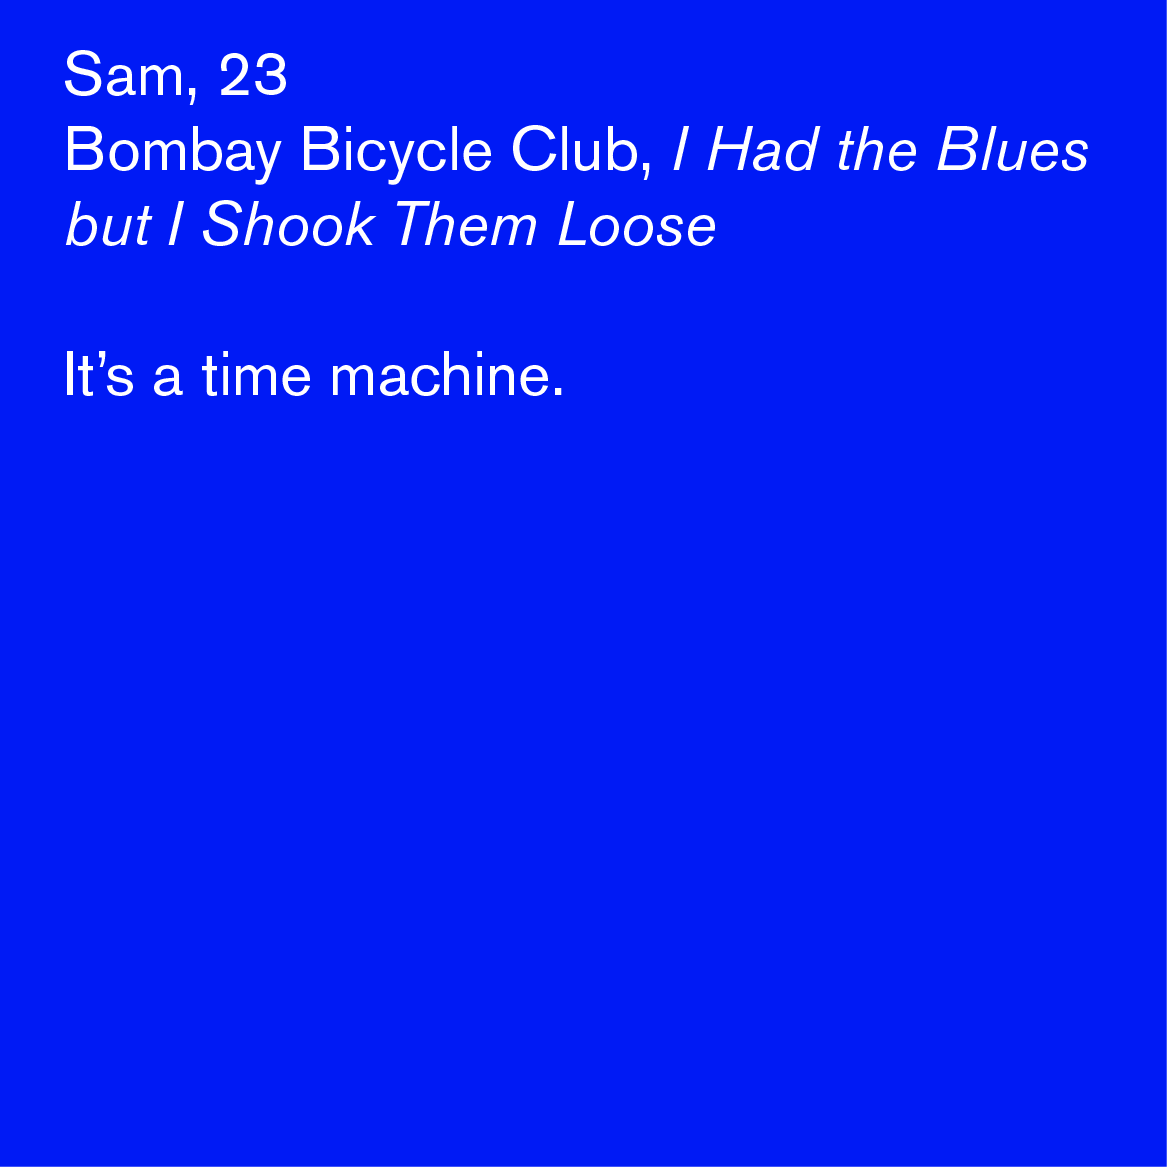 Sam, 23
Bombay Bicycle Club, I Had the Blues
but I Shook Them Loose
It’s a time machine.